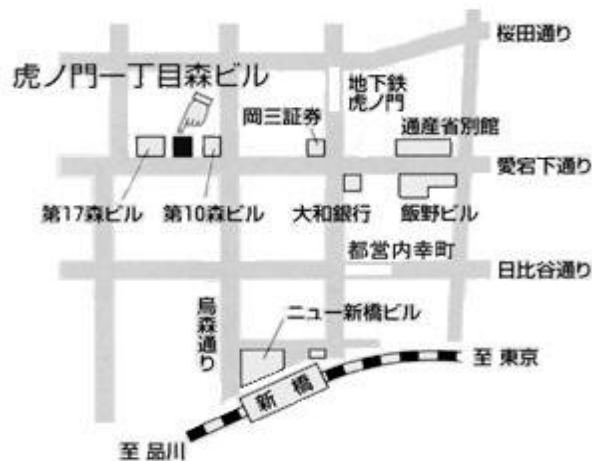 桜田通り
虎ノ門一丁目森ビル
地下鉄
虎ノ門
岡三証券
通産省別館
愛宕下通り
第17森ビル
第10森ビル
大和銀行
飯野ビル
都営内幸町
日比谷通り
烏森通り
ニュー新橋ビル
至 東京
新橋
至 品川